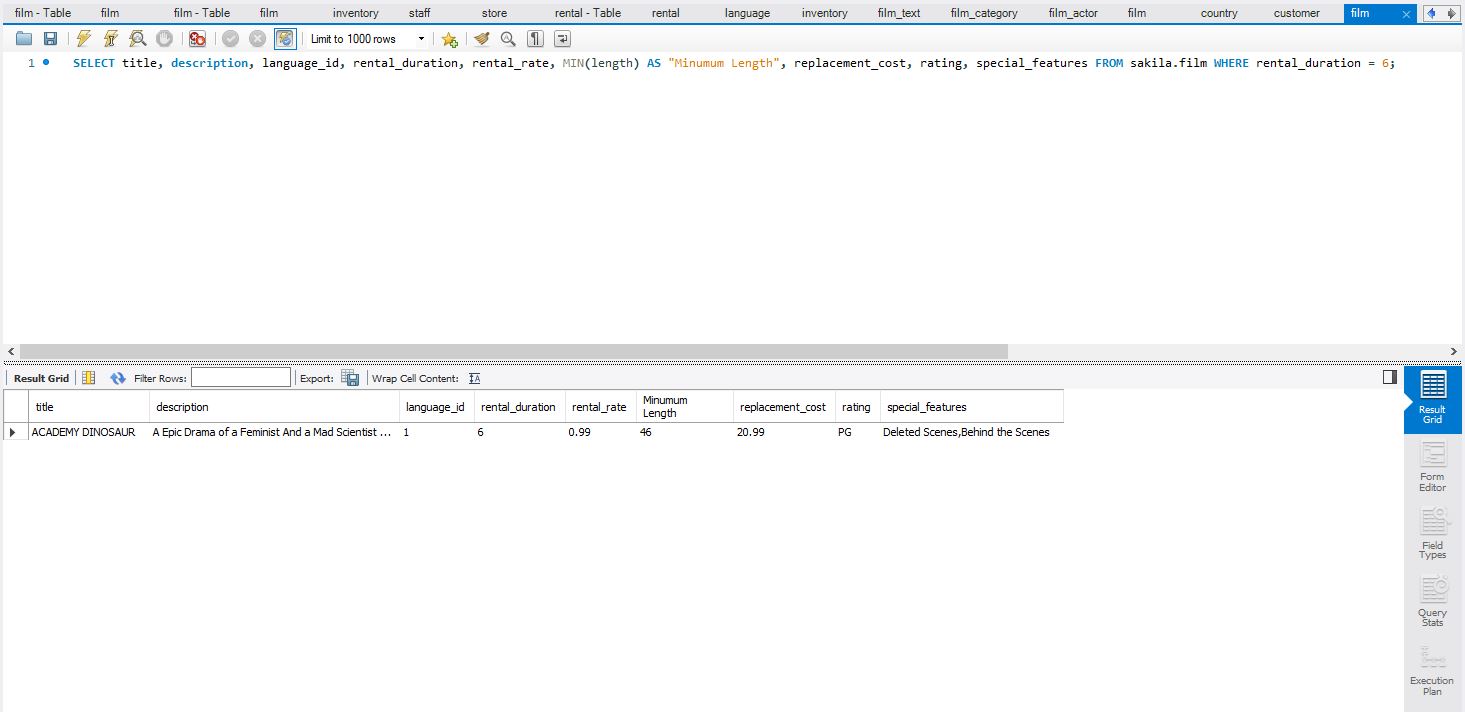 film - Table film film - Table film inventory staff store rental - Table rental language inventory film_text film_category film_actor film country customer film
Limit to 1000 rows
1 SELECT title, description, language_id, rental_duration, rental_rate, MIN(length) AS "Minumum Length", replacement_cost, rating, special_features FROM sakila.film WHERE rental_duration = 6;
Result Grid Filter Rows: Export: Wrap Cell Content:
title description language_id rental_duration rental_rate Minumum Length replacement_cost rating special_features
ACADEMY DINOSAUR A Epic Drama of a Feminist And a Mad Scientist ... 1 6 0.99 46 20.99 PG Deleted Scenes,Behind the Scenes
Result
Grid
Form
Editor
Field
Types
Query
Stats
Execution
Plan